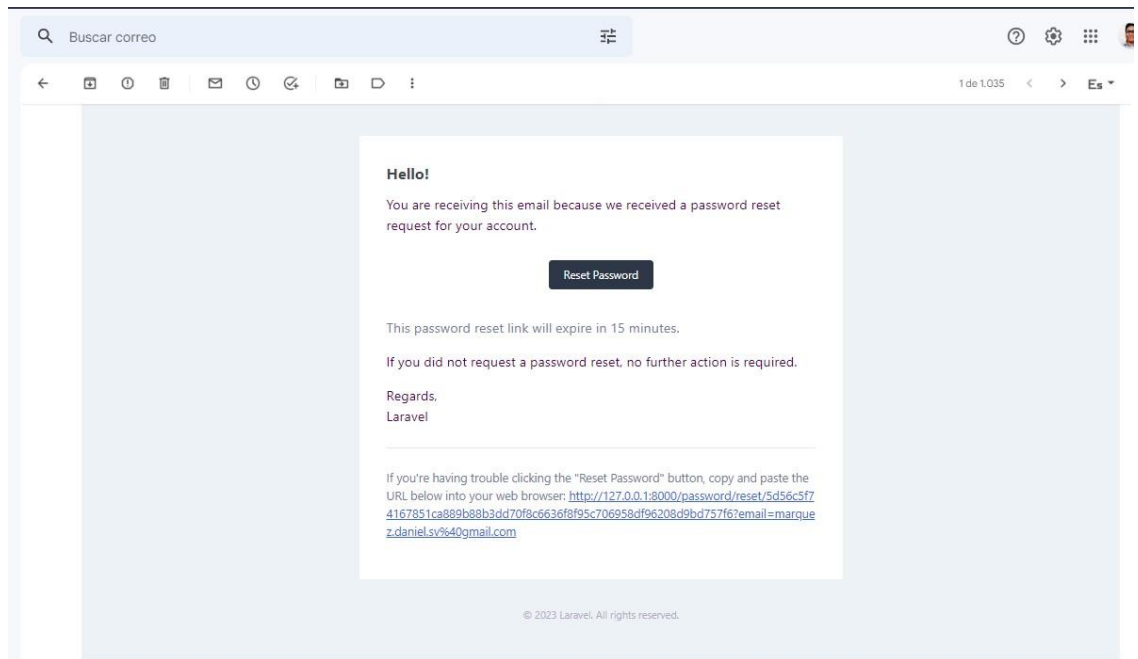 Buscar correo
1 de 1.035
Es
Hello!
You are receiving this email because we received a password reset
request for your account.
Reset Password
This password reset link will expire in 15 minutes.
If you did not request a password reset, no further action is required.
Regards,
Laravel
If you're having trouble clicking the "Reset Password" button, copy and paste the
URL below into your web browser: http://127.0.0.1:8000/password/reset/5d56c5f7
4167851ca889b88b3dd70f8c6636f8f95c706958df96208d9bd757f6?email=marque
z.daniel.sv%40gmail.com
© 2023 Laravel. All rights reserved.